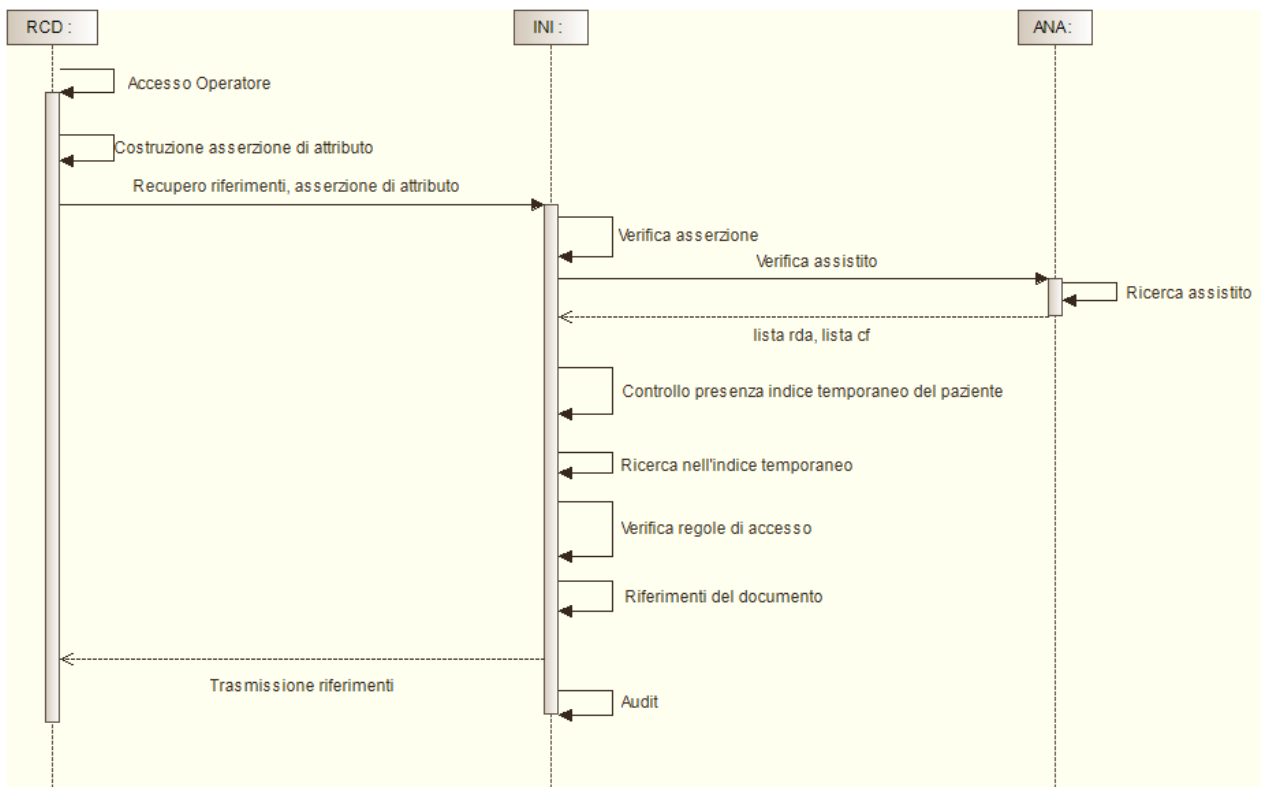 RCD :
INI :
ANA:
Accesso Operatore
Costruzione asserzione di attributo
Recupero riferimenti, asserzione di attributo
Verifica asserzione
Verifica assistito
Ricerca assistito
lista rda, lista cf
Controllo presenza indice temporaneo del paziente
Ricerca nell'indice temporaneo
Verifica regole di accesso
Riferimenti del documento
Trasmissione riferimenti
Audit